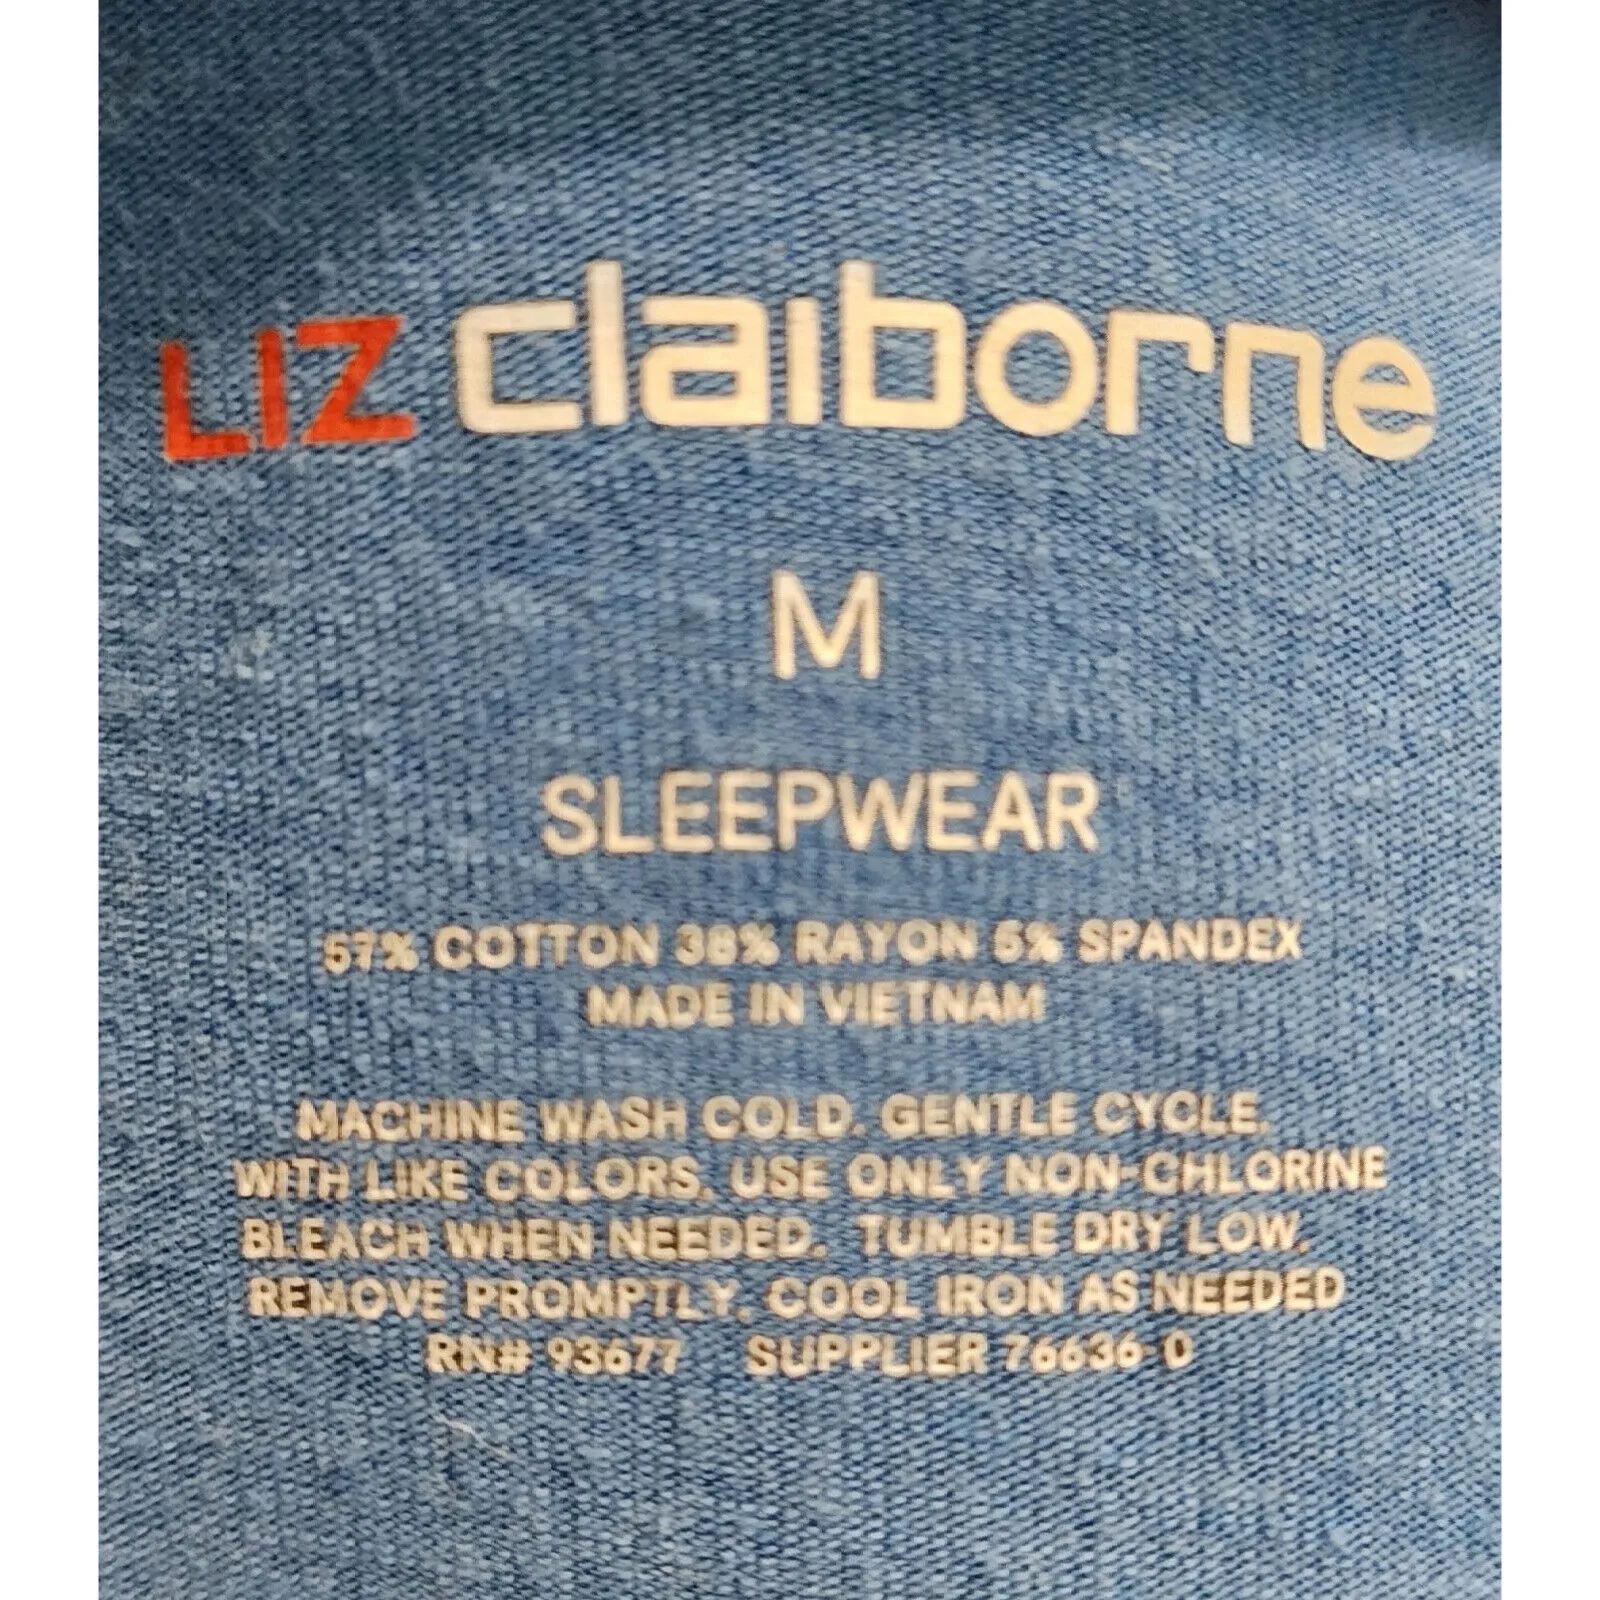 LIZ claiborne
M
SLEEPWEAR
57% COTTON 38% RAYON 5% SPANDEX
MADE IN VIETNAM
MACHINE WASH COLD. GENTLE CYCLE,
WITH LIKE COLORS. USE ONLY NON-CHLORINE
BLEACH WHEN NEEDED. TUMBLE DRY LOW,
REMOVE PROMPTLY. COOL IRON AS NEEDED
RN# 93677 SUPPLIER 76636-0